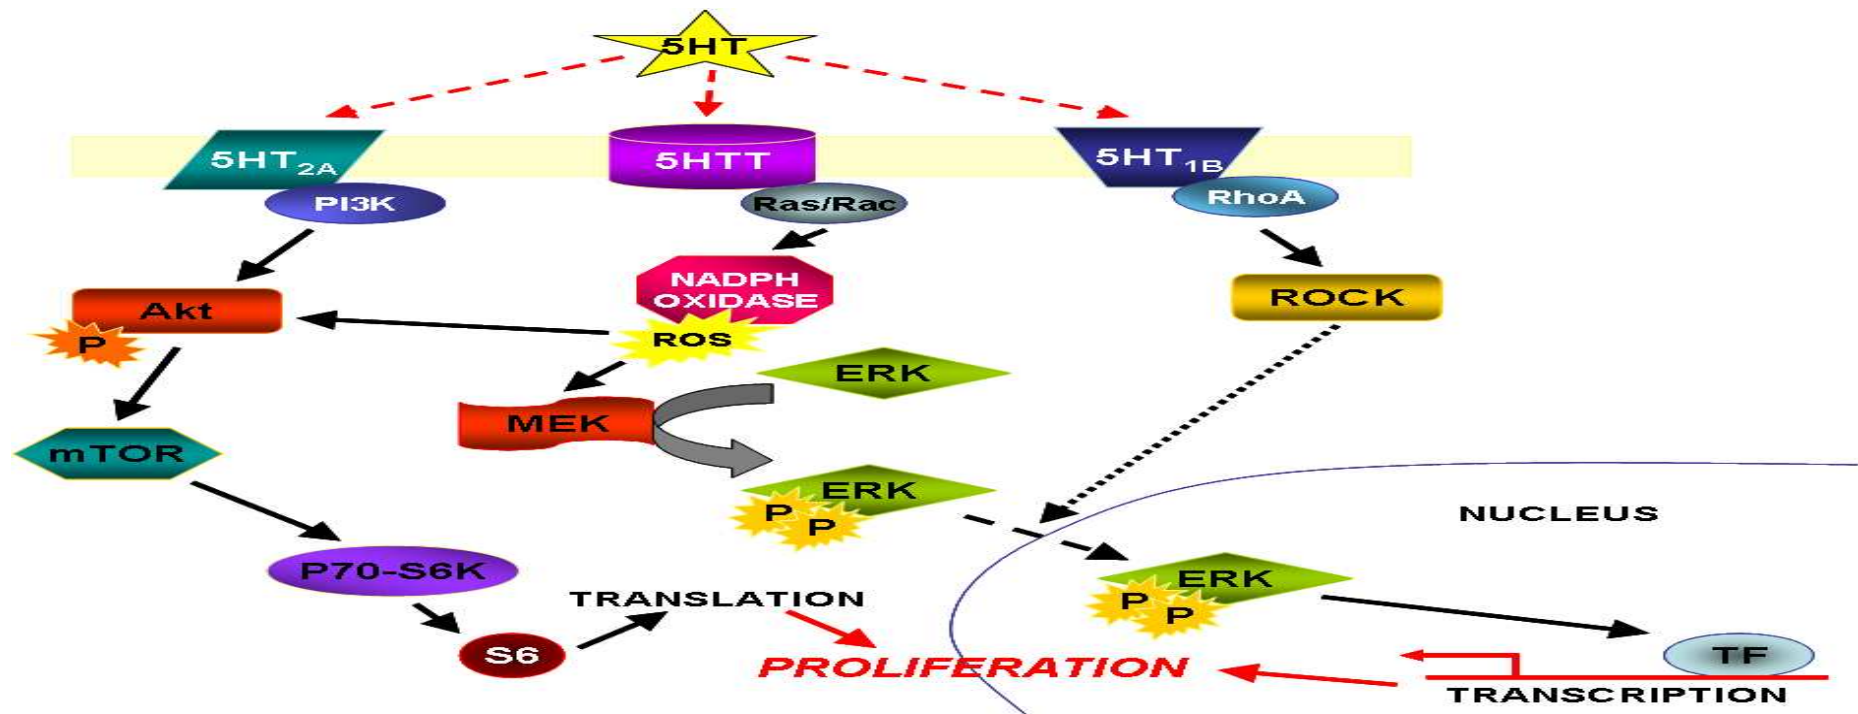 5HT
5HT2A
5HTT
5HT1B
PI3K
Ras/Rac
RhoA
NADPH
OXIDASE
ROCK
Akt
P
ROS
ERK
MEK
mTOR
ERK
P
P
NUCLEUS
P70-S6K
ERK
TRANSLATION
P
P
S6
TF
PROLIFERATION
TRANSCRIPTION